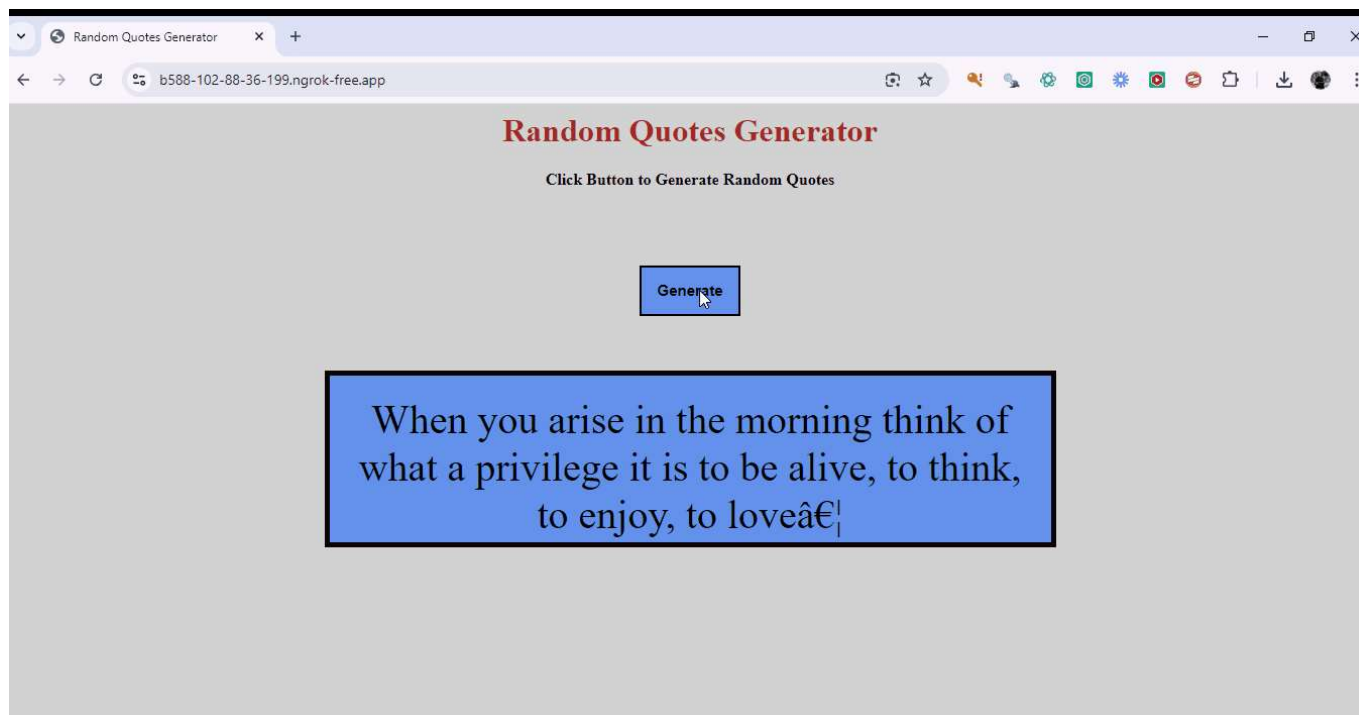 Random Quotes Generator
b588-102-88-36-199.ngrok-free.app
Random Quotes Generator
Click Button to Generate Random Quotes
Generate
When you arise in the morning think of
what a privilege it is to be alive, to think,
to enjoy, to loveâ€¦